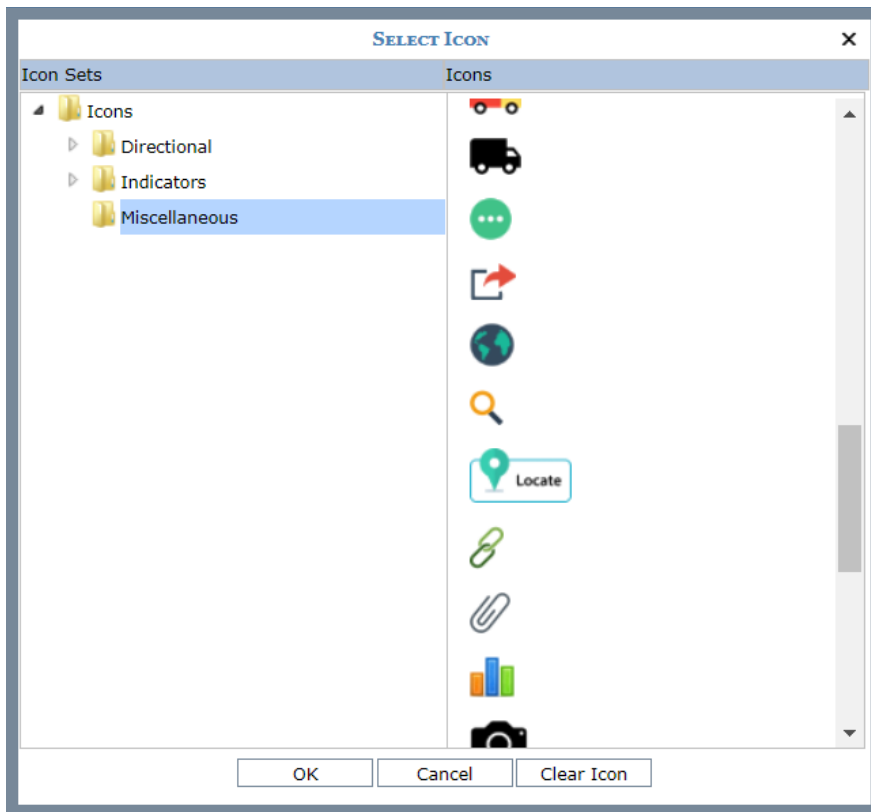 SELECT ICON
Icon Sets
Icons
Icons
Directional
Indicators
Miscellaneous
Locate
OK
Cancel
Clear Icon